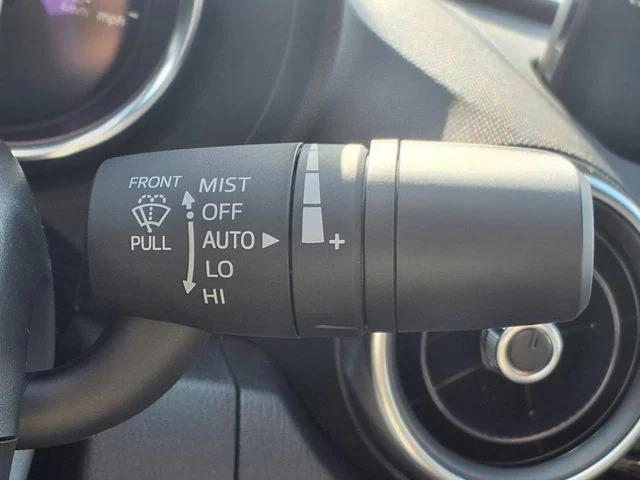 mph
FRONT
MIST
OFF
PULL
AUTO
LO
HI
+